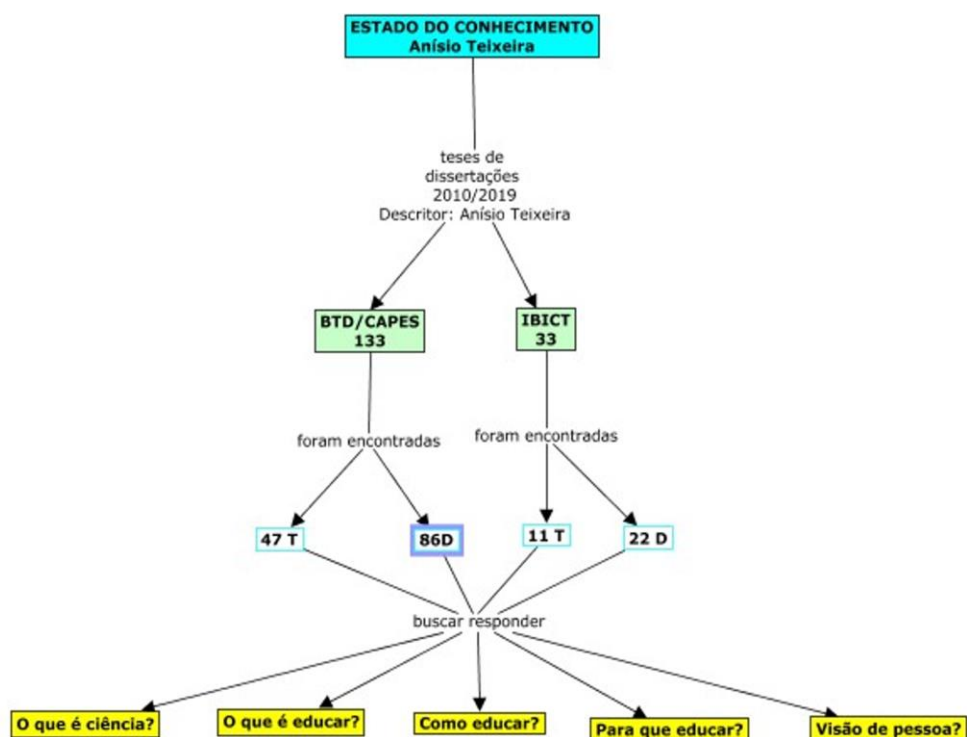 ESTADO DO CONHECIMENTO
Anísio Teixeira
teses de
dissertações
2010/2019
Descritor: Anísio Teixeira
BTD/CAPES
133
IBICT
33
foram encontradas
foram encontradas
47 T
86D
11 T
22 D
buscar responder
O que é ciência?
O que é educar?
Como educar?
Para que educar?
Visão de pessoa?